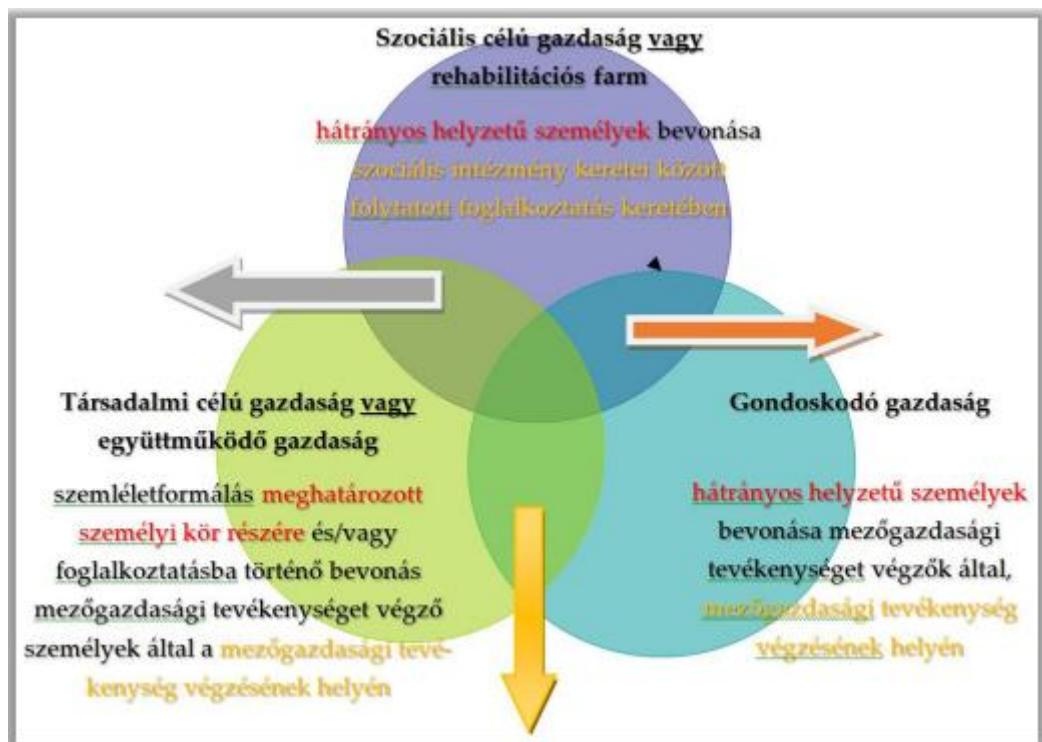 Szociális célú gazdaság vagy
rehabilitációs farm
hátrányos helyzetű személyek bevonása
szociális intézmény keretei között
folytatott foglalkoztatás keretében
Társadalmi célú gazdaság vagy
együttműködő gazdaság
szemléletformálás meghatározott
személyi kör részére és/vagy
foglalkoztatásba történő bevonás
mezőgazdasági tevékenységet végző
személyek által a mezőgazdasági tevé-
kenység végzésének helyén
Gondoskodó gazdaság
hátrányos helyzetű személyek
bevonása mezőgazdasági
tevékenységet végzők által,
mezőgazdasági tevékenység
végzésének helyén